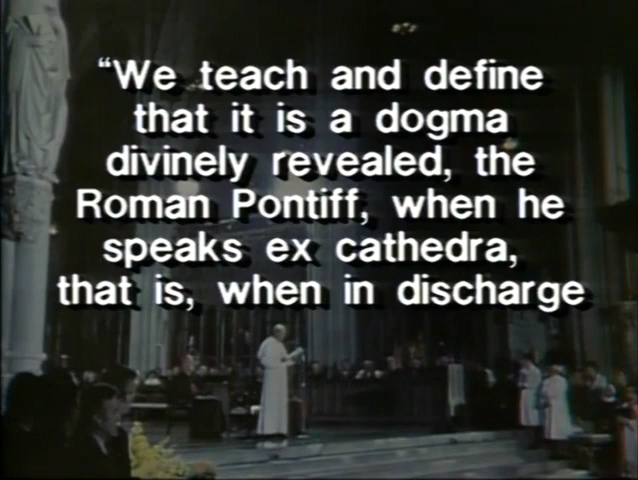 “We teach and define
that it is a dogma
divinely revealed, the
Roman Pontiff, when he
speaks ex cathedra,
that is, when in discharge